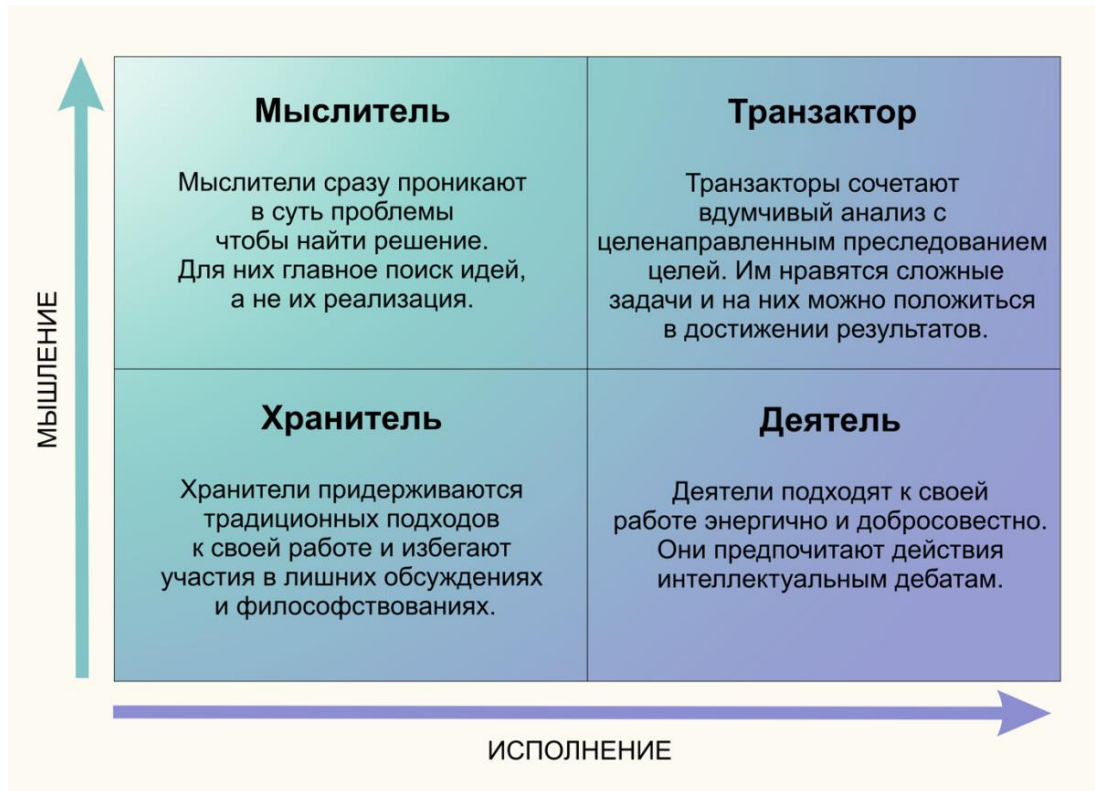 МЫШЛЕНИЕ
Мыслитель
Мыслители сразу проникают
в суть проблемы
чтобы найти решение.
Для них главное поиск идей,
а не их реализация.
Транзактор
Транзакторы сочетают
вдумчивый анализ с
целенаправленным преследованием
целей. Им нравятся сложные
задачи и на них можно положиться
в достижении результатов.
Хранитель
Хранители придерживаются
традиционных подходов
к своей работе и избегают
участия в лишних обсуждениях
и философствованиях.
Деятель
Деятели подходят к своей
работе энергично и добросовестно.
Они предпочитают действия
интеллектуальным дебатам.
ИСПОЛНЕНИЕ